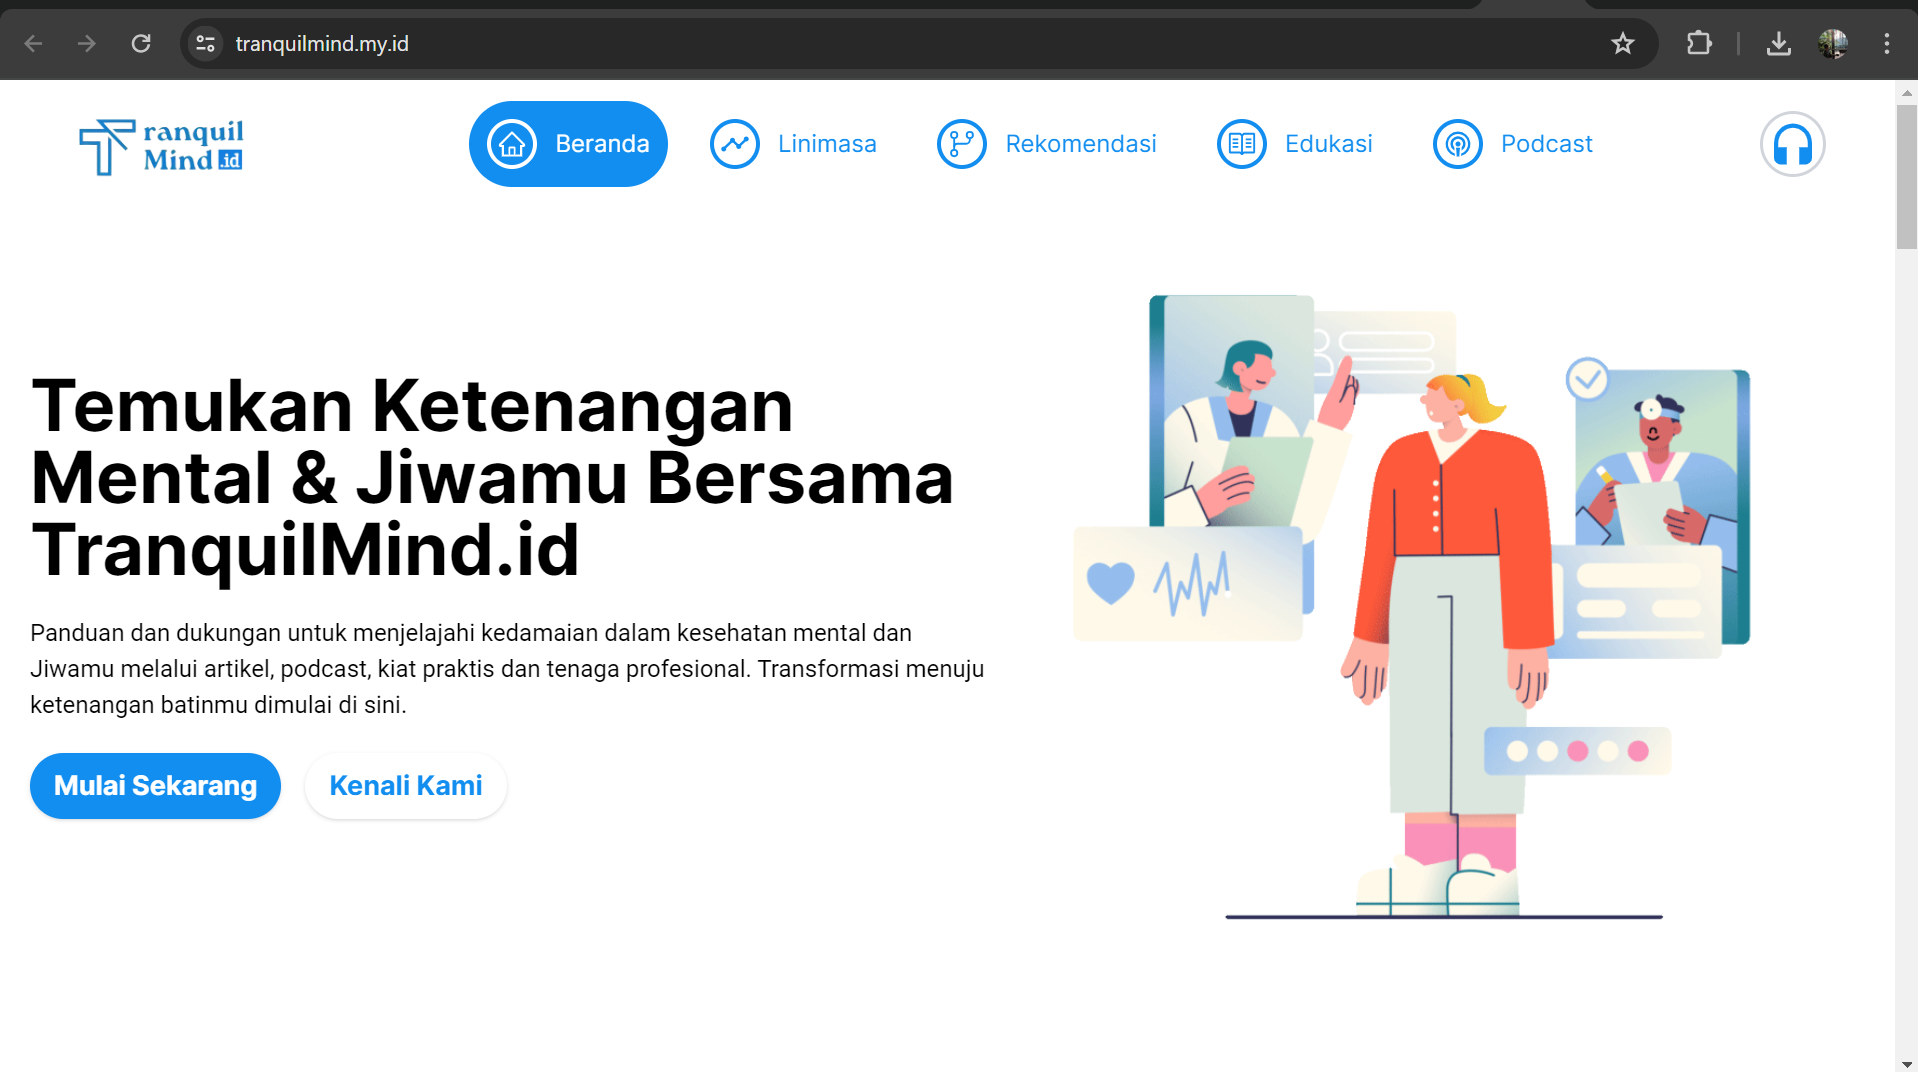 tranquilmind.my.id
Tranquil
Mind .id
Beranda
Linimasa
Rekomendasi
Edukasi
Podcast
Temukan Ketenangan
Mental & Jiwamu Bersama
TranquilMind.id
Panduan dan dukungan untuk menjelajahi kedamaian dalam kesehatan mental dan
Jiwamu melalui artikel, podcast, kiat praktis dan tenaga profesional. Transformasi menuju
ketenangan batinmu dimulai di sini.
Mulai Sekarang
Kenali Kami